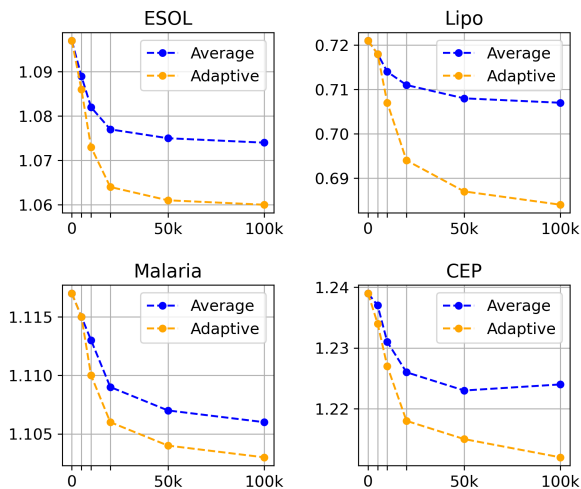 ESOL
Average
Adaptive
1.09
1.08
1.07
1.06
0
50k
100k
Lipo
Average
Adaptive
0.72
0.71
0.70
0.69
0
50k
100k
Malaria
Average
Adaptive
1.115
1.110
1.105
0
50k
100k
CEP
Average
Adaptive
1.24
1.23
1.22
0
50k
100k